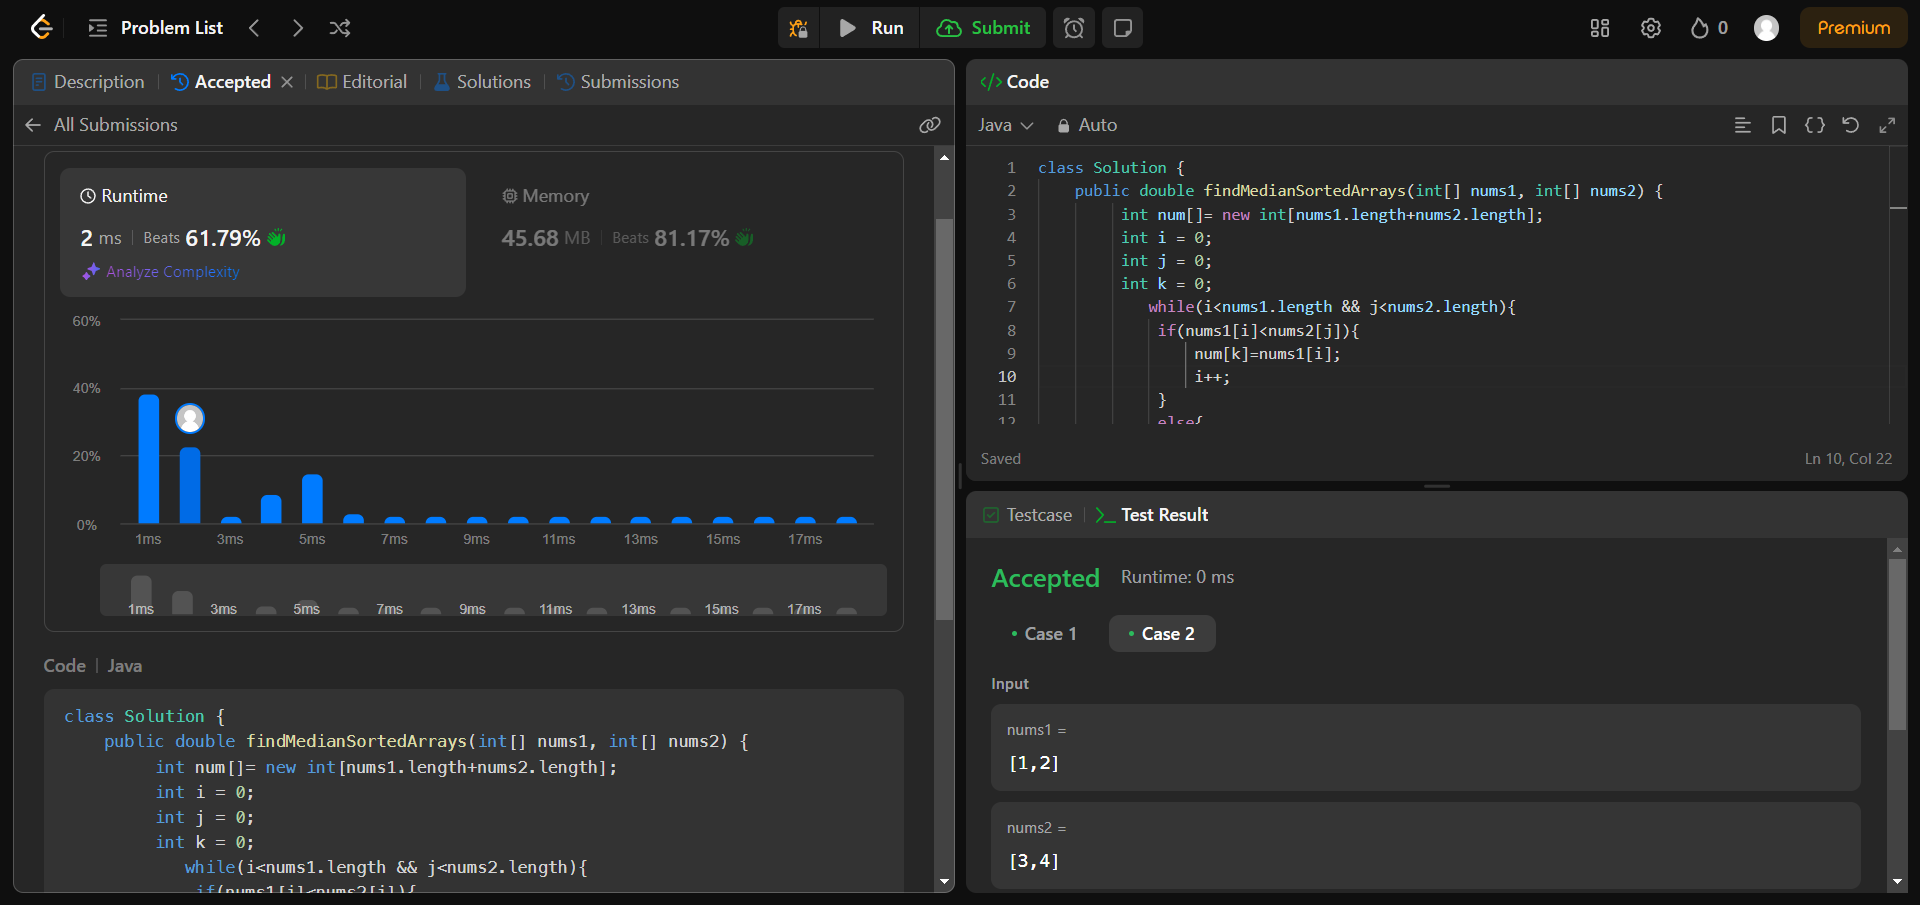 Problem List
Run
Submit
0
Premium
Description
Accepted
Editorial
Solutions
Submissions
All Submissions
Runtime
2 ms
Beats 61.79%
Analyze Complexity
Memory
45.68 MB
Beats 81.17%
60%
40%
20%
0%
1ms 3ms 5ms 7ms 9ms 11ms 13ms 15ms 17ms
1ms 3ms 5ms 7ms 9ms 11ms 13ms 15ms 17ms
Code | Java
class Solution {
public double findMedianSortedArrays(int[] nums1, int[] nums2) {
int num[]= new int[nums1.length+nums2.length];
int i = 0;
int j = 0;
int k = 0;
while(i<nums1.length && j<nums2.length){
if(nums1[i]<nums2[j]){
</> Code
Java
Auto
1 class Solution {
2 public double findMedianSortedArrays(int[] nums1, int[] nums2) {
3 int num[]= new int[nums1.length+nums2.length];
4 int i = 0;
5 int j = 0;
6 int k = 0;
7 while(i<nums1.length && j<nums2.length){
8 if(nums1[i]<nums2[j]){
9 num[k]=nums1[i];
10 i++;
11 }
12 else{
Saved
Ln 10, Col 22
Testcase
>_ Test Result
Accepted
Runtime: 0 ms
• Case 1
• Case 2
Input
nums1 =
[1,2]
nums2 =
[3,4]